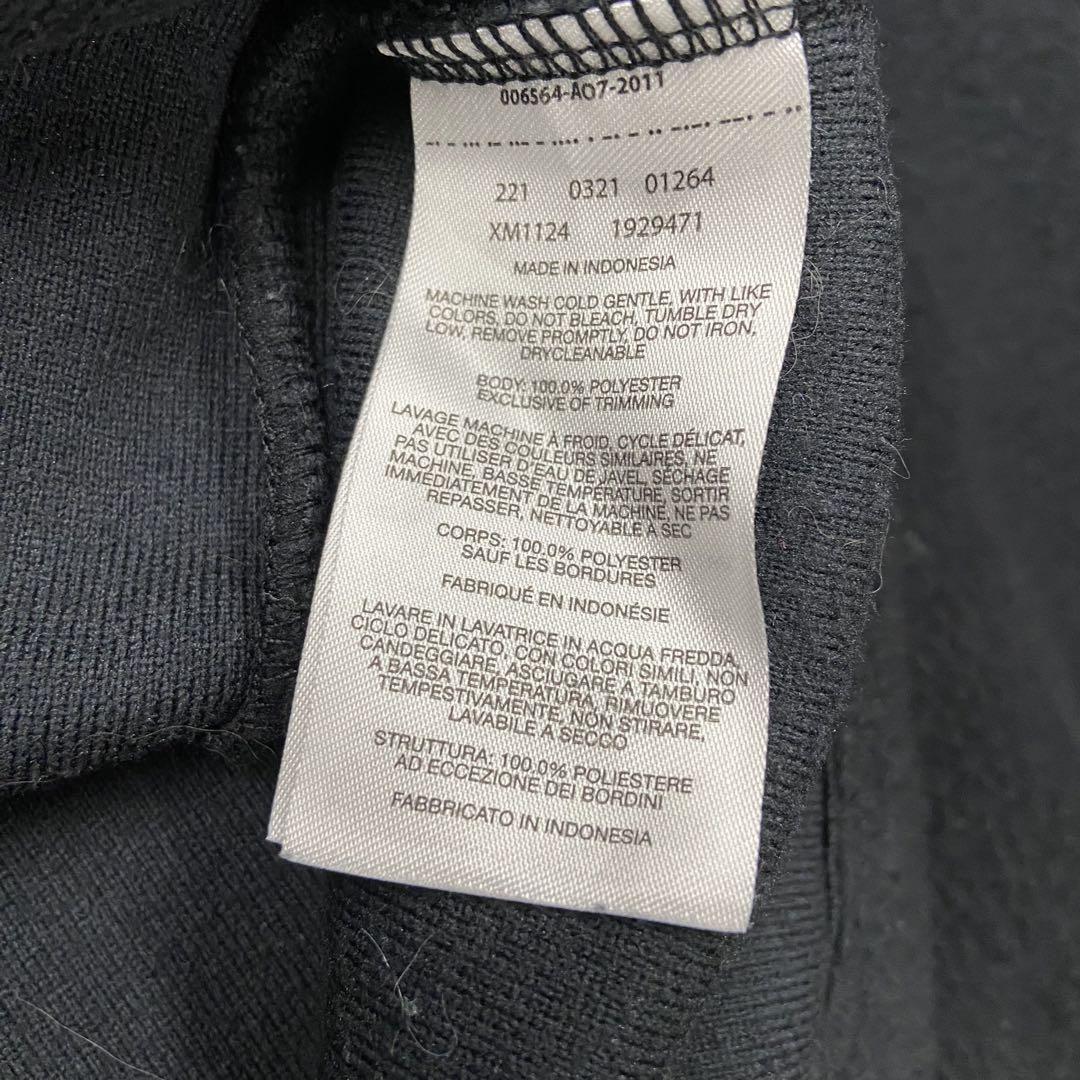 006564-A07-2011
221 0321 01264
XM1124 1929471
MADE IN INDONESIA
MACHINE WASH COLD GENTLE, WITH LIKE
COLORS, DO NOT BLEACH, TUMBLE DRY
LOW, REMOVE PROMPTLY, DO NOT IRON,
DRYCLEANABLE
BODY: 100.0% POLYESTER
EXCLUSIVE OF TRIMMING
LAVAGE MACHINE À FROID, CYCLE DÉLICAT,
AVEC DES COULEURS SIMILAIRES, NE
PAS UTILISER D'EAU DE JAVEL, SÉCHAGE
MACHINE, BASSE TEMPÉRATURE, SORTIR
IMMÉDIATEMENT DE LA MACHINE, NE PAS
REPASSER, NETTOYABLE À SEC
CORPS: 100.0% POLYESTER
SAUF LES BORDURES
FABRIQUÉ EN INDONÉSIE
LAVARE IN LAVATRICE IN ACQUA FREDDA,
CICLO DELICATO, CON COLORI SIMILI, NON
CANDEGGIARE, ASCIUGARE A TAMBURO
A BASSA TEMPERATURA, RIMUOVERE
TEMPESTIVAMENTE, NON STIRARE,
LAVABILE A SECCO
STRUTTURA: 100.0% POLIESTERE
AD ECCEZIONE DEI BORDINI
FABBRICATO IN INDONESIA